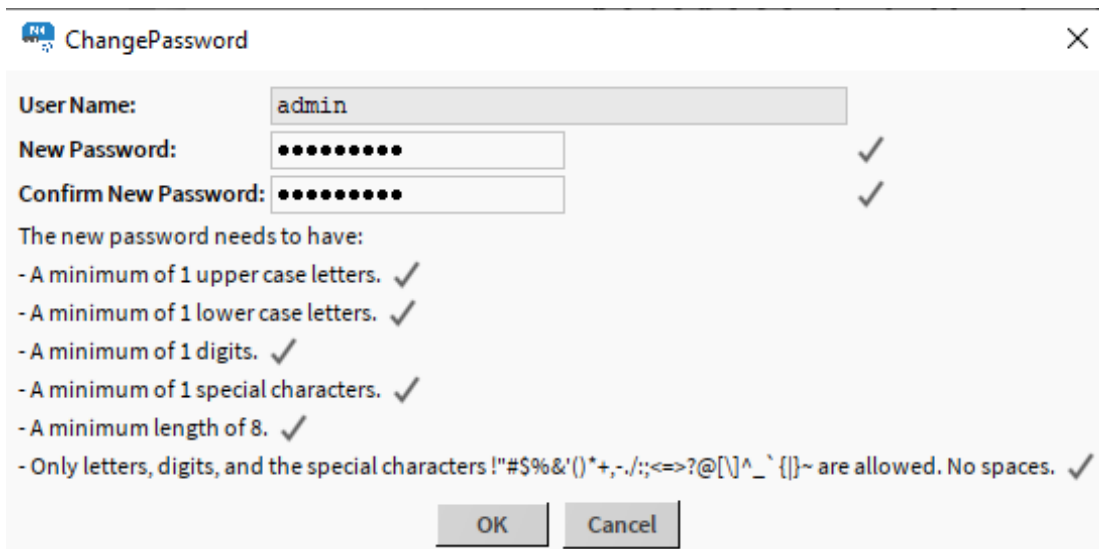 ChangePassword
User Name: admin
New Password: •••••••••
Confirm New Password: •••••••••
The new password needs to have:
- A minimum of 1 upper case letters.
- A minimum of 1 lower case letters.
- A minimum of 1 digits.
- A minimum of 1 special characters.
- A minimum length of 8.
- Only letters, digits, and the special characters !"#$%&'()*+,-./:;<=>?@[\]^_`{|}~ are allowed. No spaces.
OK Cancel